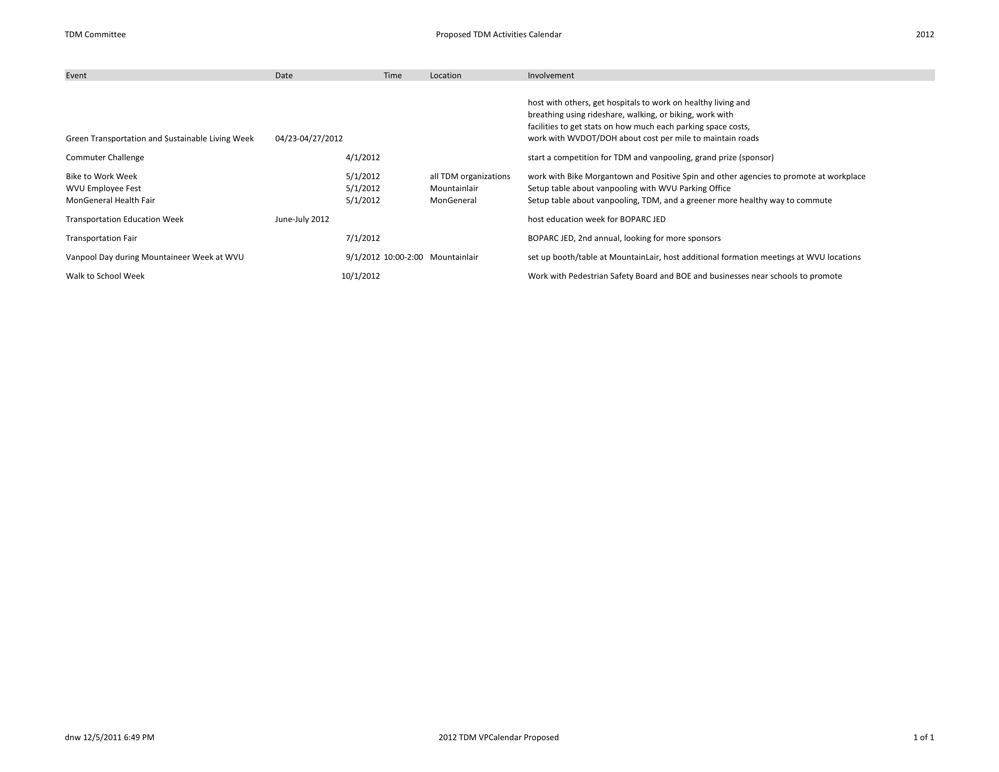 TDM Committee Proposed TDM Activities Calendar 2012
Event Date Time Location Involvement
host with others, get hospitals to work on healthy living and
breathing using rideshare, walking, or biking, work with
facilities to get stats on how much each parking space costs,
Green Transportation and Sustainable Living Week 04/23-04/27/2012 work with WVDOT/DOH about cost per mile to maintain roads
Commuter Challenge 4/1/2012 start a competition for TDM and vanpooling, grand prize (sponsor)
Bike to Work Week 5/1/2012 all TDM organizations work with Bike Morgantown and Positive Spin and other agencies to promote at workplace
WVU Employee Fest 5/1/2012 Mountainlair Setup table about vanpooling with WVU Parking Office
MonGeneral Health Fair 5/1/2012 MonGeneral Setup table about vanpooling, TDM, and a greener more healthy way to commute
Transportation Education Week June-July 2012 host education week for BOPARC JED
Transportation Fair 7/1/2012 BOPARC JED, 2nd annual, looking for more sponsors
Vanpool Day during Mountaineer Week at WVU 9/1/2012 10:00-2:00 Mountainlair set up booth/table at MountainLair, host additional formation meetings at WVU locations
Walk to School Week 10/1/2012 Work with Pedestrian Safety Board and BOE and businesses near schools to promote
dnw 12/5/2011 6:49 PM 2012 TDM VPCalendar Proposed 1 of 1